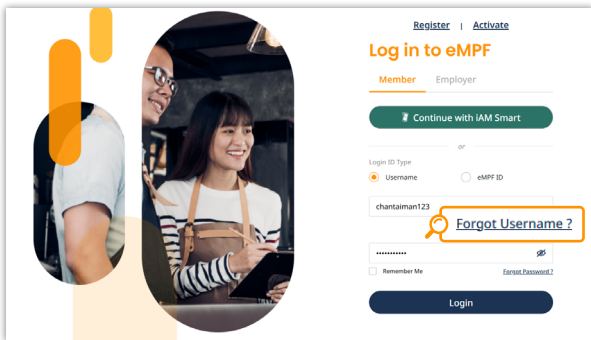 Register | Activate
Log in to eMPF
Member Employer
Continue with iAM Smart
or
Login ID Type
Username eMPF ID
chantaiman123
Forgot Username ?
•••••••••••
Remember Me Forgot Password ?
Login